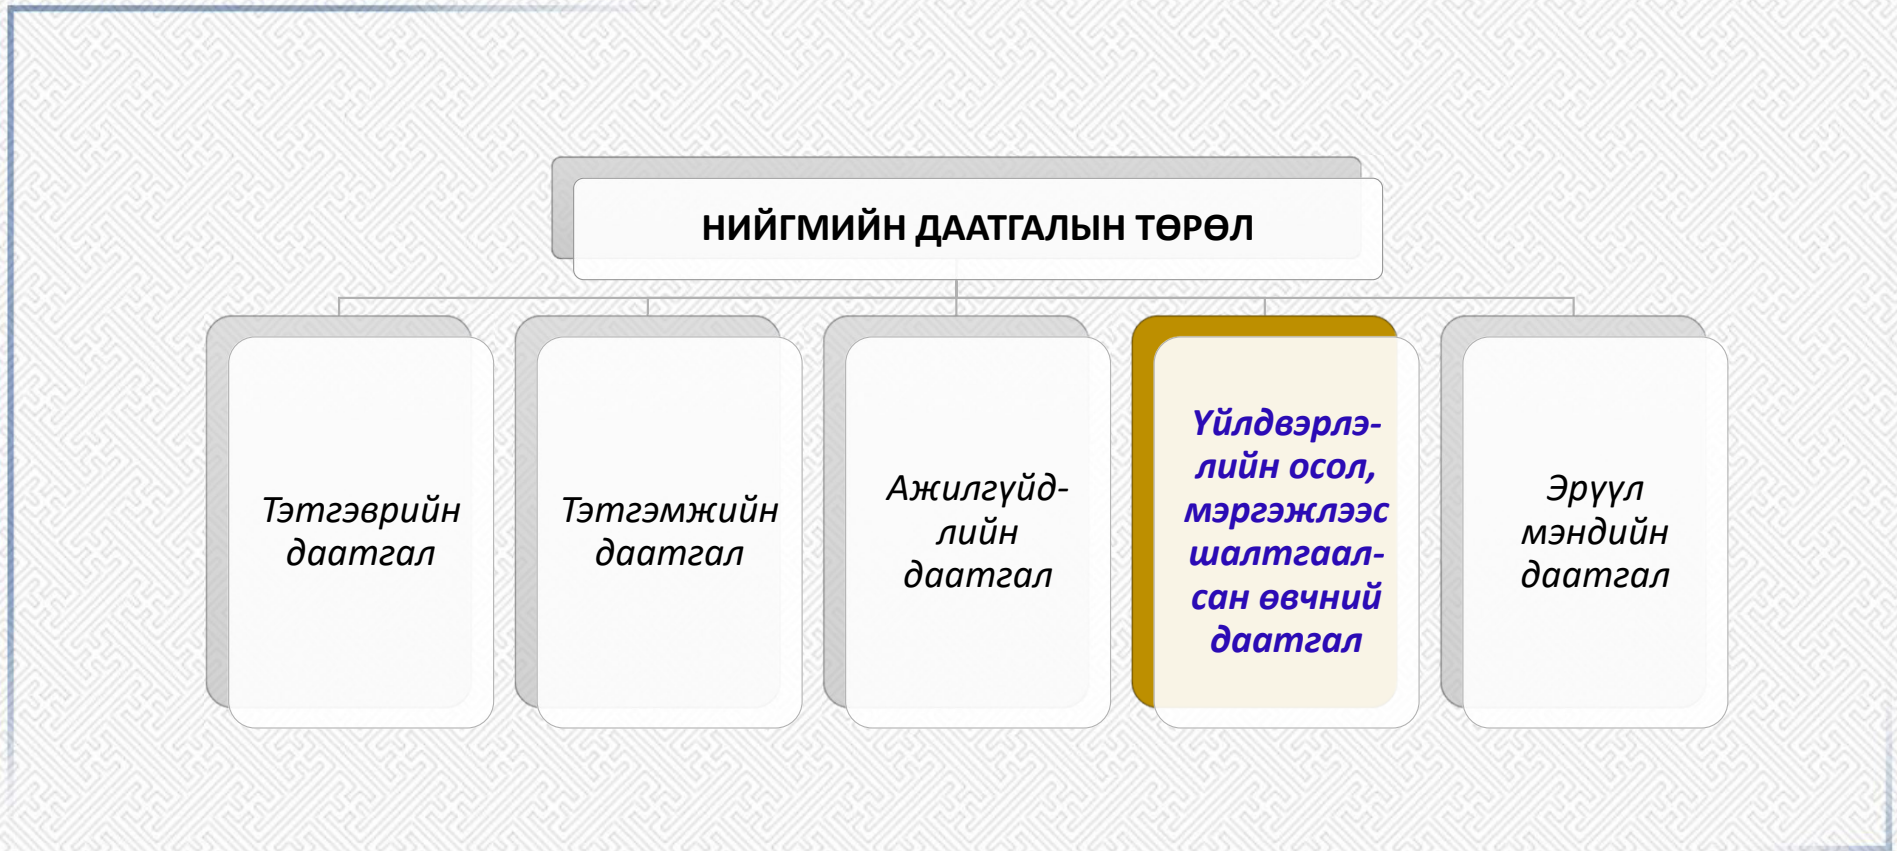 НИЙГМИЙН ДААТГАЛЫН ТӨРӨЛ
Тэтгэврийн
даатгал
Тэтгэмжийн
даатгал
Ажилгүйд-
лийн
даатгал
Үйлдвэрлэ-
лийн осол,
мэргэжлээс
шалтгаал-
сан өвчний
даатгал
Эрүүл
мэндийн
даатгал